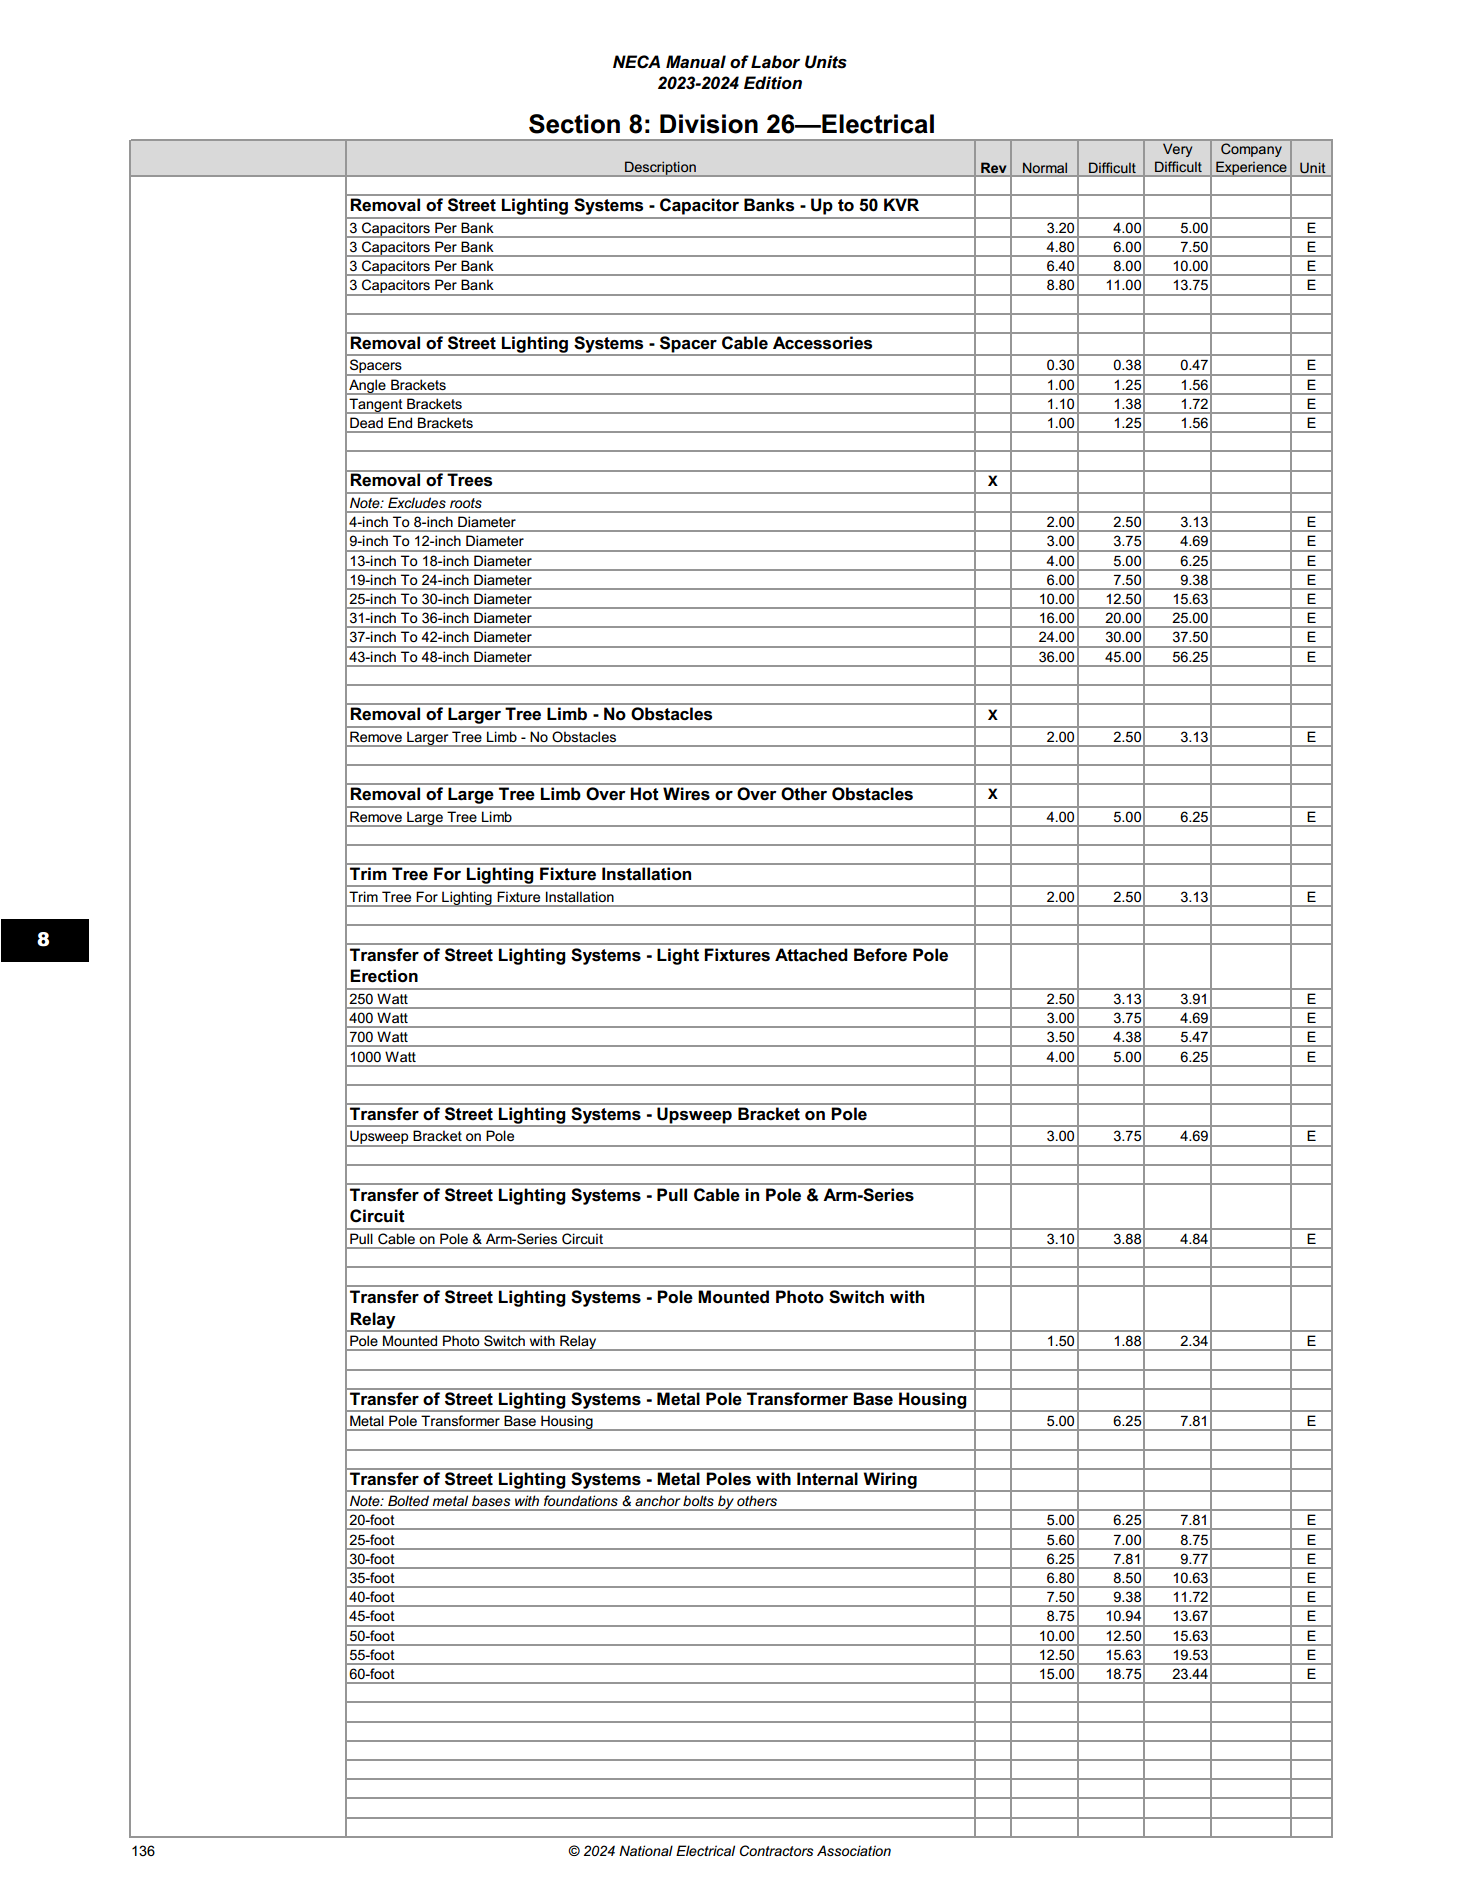 NECA Manual of Labor Units
2023-2024 Edition
Section 8: Division 26—Electrical
Description Rev Normal Difficult Very Difficult Company Experience Unit
Removal of Street Lighting Systems - Capacitor Banks - Up to 50 KVR
3 Capacitors Per Bank 3.20 4.00 5.00 E
3 Capacitors Per Bank 4.80 6.00 7.50 E
3 Capacitors Per Bank 6.40 8.00 10.00 E
3 Capacitors Per Bank 8.80 11.00 13.75 E
Removal of Street Lighting Systems - Spacer Cable Accessories
Spacers 0.30 0.38 0.47 E
Angle Brackets 1.00 1.25 1.56 E
Tangent Brackets 1.10 1.38 1.72 E
Dead End Brackets 1.00 1.25 1.56 E
Removal of Trees X
Note: Excludes roots
4-inch To 8-inch Diameter 2.00 2.50 3.13 E
9-inch To 12-inch Diameter 3.00 3.75 4.69 E
13-inch To 18-inch Diameter 4.00 5.00 6.25 E
19-inch To 24-inch Diameter 6.00 7.50 9.38 E
25-inch To 30-inch Diameter 10.00 12.50 15.63 E
31-inch To 36-inch Diameter 16.00 20.00 25.00 E
37-inch To 42-inch Diameter 24.00 30.00 37.50 E
43-inch To 48-inch Diameter 36.00 45.00 56.25 E
Removal of Larger Tree Limb - No Obstacles X
Remove Larger Tree Limb - No Obstacles 2.00 2.50 3.13 E
Removal of Large Tree Limb Over Hot Wires or Over Other Obstacles X
Remove Large Tree Limb 4.00 5.00 6.25 E
Trim Tree For Lighting Fixture Installation
Trim Tree For Lighting Fixture Installation 2.00 2.50 3.13 E
8
Transfer of Street Lighting Systems - Light Fixtures Attached Before Pole
Erection
250 Watt 2.50 3.13 3.91 E
400 Watt 3.00 3.75 4.69 E
700 Watt 3.50 4.38 5.47 E
1000 Watt 4.00 5.00 6.25 E
Transfer of Street Lighting Systems - Upsweep Bracket on Pole
Upsweep Bracket on Pole 3.00 3.75 4.69 E
Transfer of Street Lighting Systems - Pull Cable in Pole & Arm-Series
Circuit
Pull Cable on Pole & Arm-Series Circuit 3.10 3.88 4.84 E
Transfer of Street Lighting Systems - Pole Mounted Photo Switch with
Relay
Pole Mounted Photo Switch with Relay 1.50 1.88 2.34 E
Transfer of Street Lighting Systems - Metal Pole Transformer Base Housing
Metal Pole Transformer Base Housing 5.00 6.25 7.81 E
Transfer of Street Lighting Systems - Metal Poles with Internal Wiring
Note: Bolted metal bases with foundations & anchor bolts by others
20-foot 5.00 6.25 7.81 E
25-foot 5.60 7.00 8.75 E
30-foot 6.25 7.81 9.77 E
35-foot 6.80 8.50 10.63 E
40-foot 7.50 9.38 11.72 E
45-foot 8.75 10.94 13.67 E
50-foot 10.00 12.50 15.63 E
55-foot 12.50 15.63 19.53 E
60-foot 15.00 18.75 23.44 E
136 © 2024 National Electrical Contractors Association